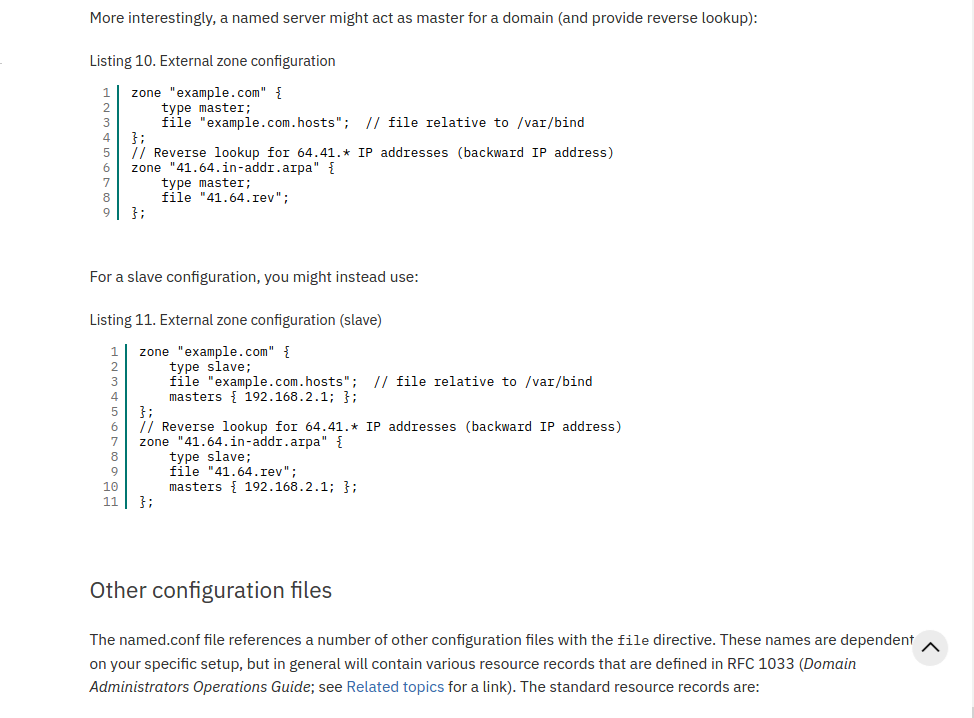 More interestingly, a named server might act as master for a domain (and provide reverse lookup):
Listing 10. External zone configuration
1 zone "example.com" {
2     type master;
3     file "example.com.hosts";  // file relative to /var/bind
4 };
5 // Reverse lookup for 64.41.* IP addresses (backward IP address)
6 zone "41.64.in-addr.arpa" {
7     type master;
8     file "41.64.rev";
9 };
For a slave configuration, you might instead use:
Listing 11. External zone configuration (slave)
1 zone "example.com" {
2     type slave;
3     file "example.com.hosts";  // file relative to /var/bind
4     masters { 192.168.2.1; };
5 };
6 // Reverse lookup for 64.41.* IP addresses (backward IP address)
7 zone "41.64.in-addr.arpa" {
8     type slave;
9     file "41.64.rev";
10     masters { 192.168.2.1; };
11 };
Other configuration files
The named.conf file references a number of other configuration files with the file directive. These names are dependent
on your specific setup, but in general will contain various resource records that are defined in RFC 1033 (Domain
Administrators Operations Guide; see Related topics for a link). The standard resource records are: